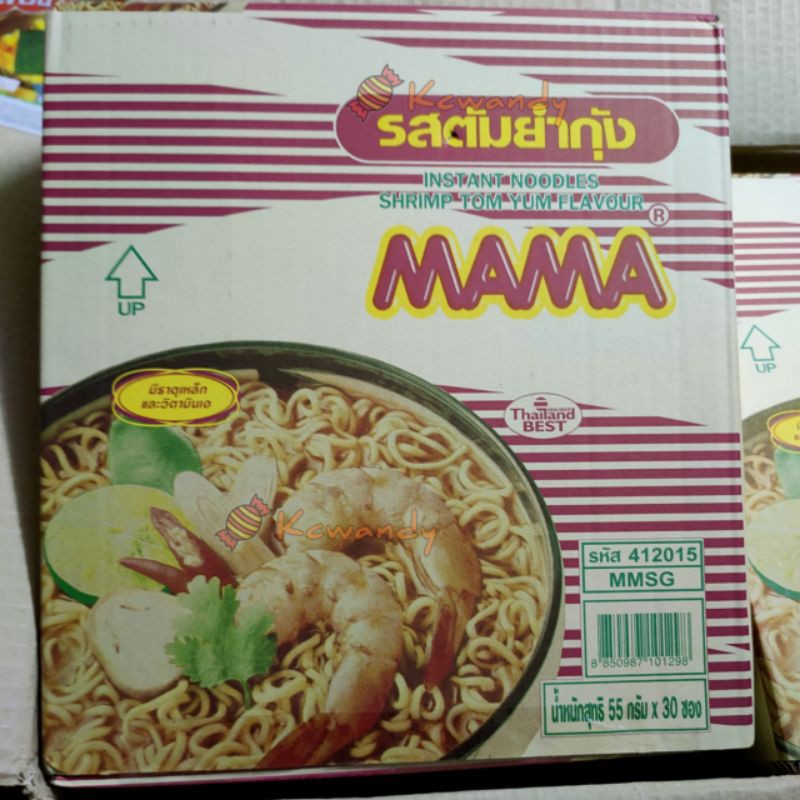 Kewandy
รสต้มยำกุ้ง
INSTANT NOODLES
SHRIMP TOM YUM FLAVOUR
MAMA®
UP
มีธาตุเหล็ก
และวิตามินเอ
Thailand
BEST
Kewandy
รหัส 412015
MMSG
8 850987 101298
น้ำหนักสุทธิ 55 กรัม x 30 ซอง
UP